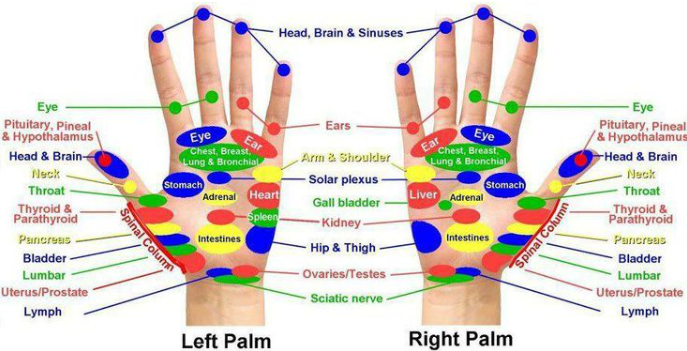 Head, Brain & Sinuses
Eye
Eye
Pituitary, Pineal
& Hypothalamus
Ears
Pituitary, Pineal
& Hypothalamus
Eye
Ear
Ear
Eye
Head & Brain
Chest, Breast,
Lung & Bronchial
Arm & Shoulder
Chest, Breast,
Lung & Bronchial
Head & Brain
Neck
Stomach
Solar plexus
Stomach
Neck
Throat
Adrenal
Heart
Gall bladder
Liver
Adrenal
Throat
Thyroid &
Parathyroid
Spleen
Kidney
Thyroid &
Parathyroid
Spinal Column
Spinal Column
Pancreas
Intestines
Hip & Thigh
Intestines
Pancreas
Bladder
Bladder
Lumbar
Ovaries/Testes
Lumbar
Uterus/Prostate
Sciatic nerve
Uterus/Prostate
Lymph
Lymph
Left Palm
Right Palm